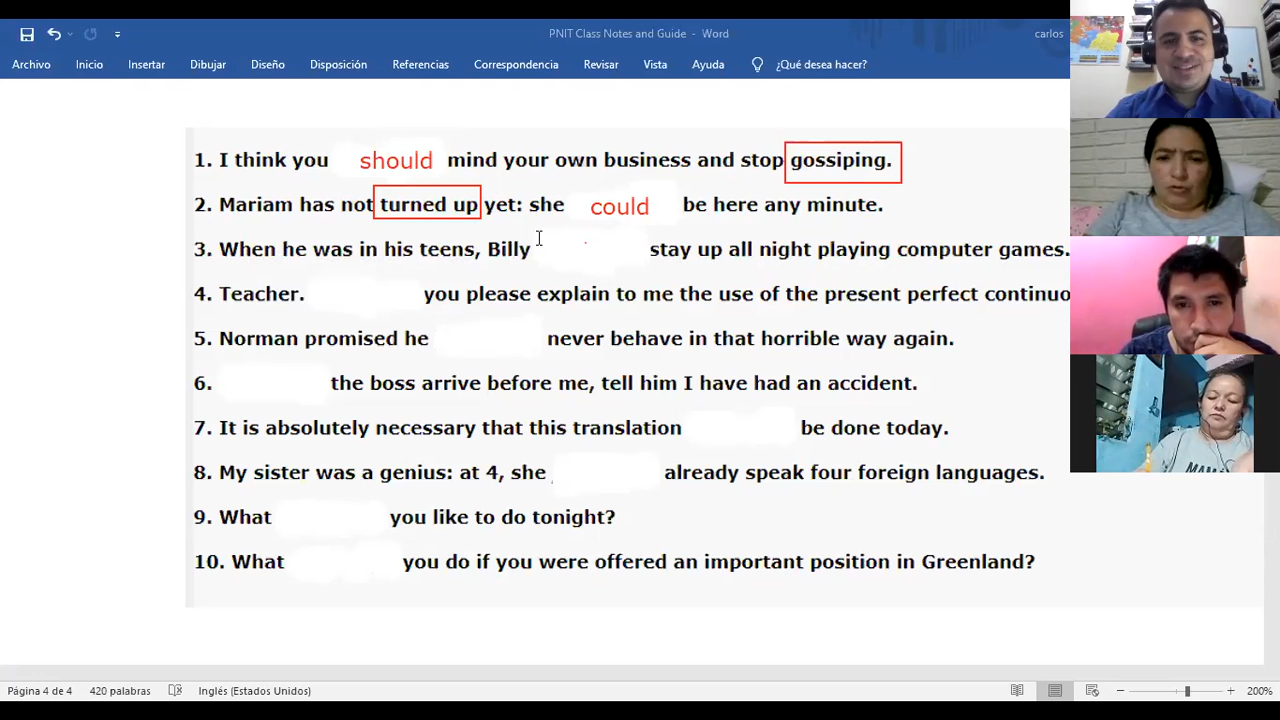 PNIT Class Notes and Guide - Word
carlos
Archivo Inicio Insertar Dibujar Diseño Disposición Referencias Correspondencia Revisar Vista Ayuda ¿Qué desea hacer?
1. I think you should mind your own business and stop gossiping.
2. Mariam has not turned up yet: she could be here any minute.
3. When he was in his teens, Billy stay up all night playing computer games.
4. Teacher. you please explain to me the use of the present perfect continuo
5. Norman promised he never behave in that horrible way again.
6. the boss arrive before me, tell him I have had an accident.
7. It is absolutely necessary that this translation be done today.
8. My sister was a genius: at 4, she already speak four foreign languages.
9. What you like to do tonight?
10. What you do if you were offered an important position in Greenland?
MAMÁ
Página 4 de 4 420 palabras Inglés (Estados Unidos) 200%